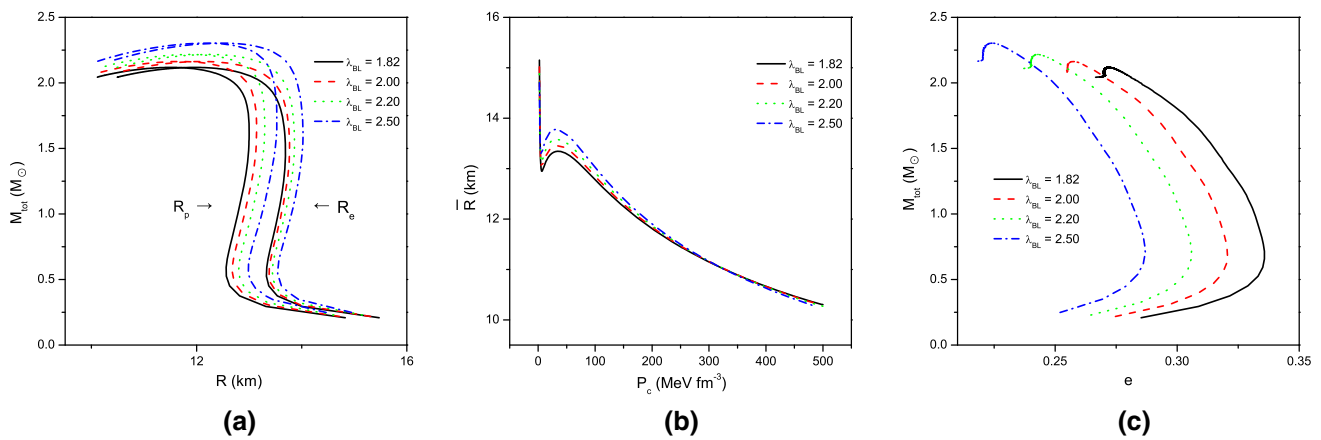 2.5
2.0
1.5
1.0
0.5
0.0
M_tot (M_⊙)
12
16
R (km)
λ_BL = 1.82
λ_BL = 2.00
λ_BL = 2.20
λ_BL = 2.50
R_p →
← R_e
(a)
16
14
12
10
R̅ (km)
0
100
200
300
400
500
P_c (MeV fm⁻³)
λ_BL = 1.82
λ_BL = 2.00
λ_BL = 2.20
λ_BL = 2.50
(b)
2.5
2.0
1.5
1.0
0.5
0.0
M_tot (M_⊙)
0.25
0.30
0.35
e
λ_BL = 1.82
λ_BL = 2.00
λ_BL = 2.20
λ_BL = 2.50
(c)